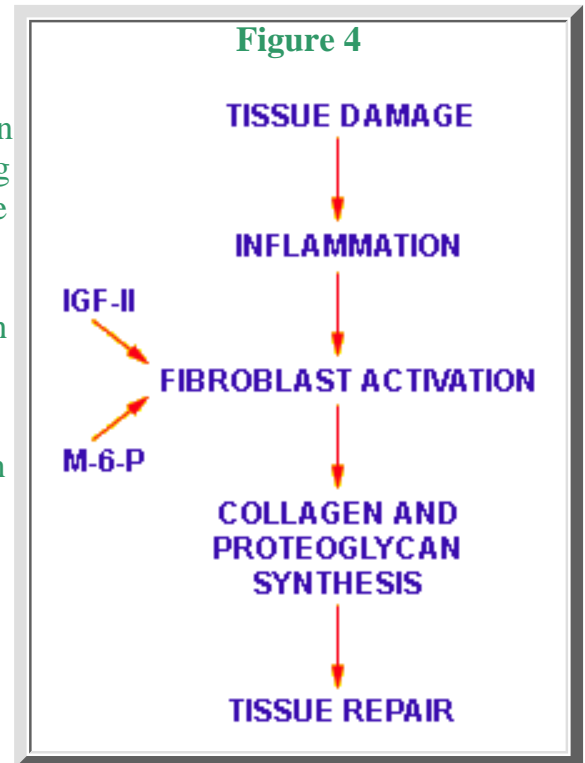 Figure 4
TISSUE DAMAGE
INFLAMMATION
IGF-II
FIBROBLAST ACTIVATION
M-6-P
COLLAGEN AND
PROTEOGLYCAN
SYNTHESIS
TISSUE REPAIR